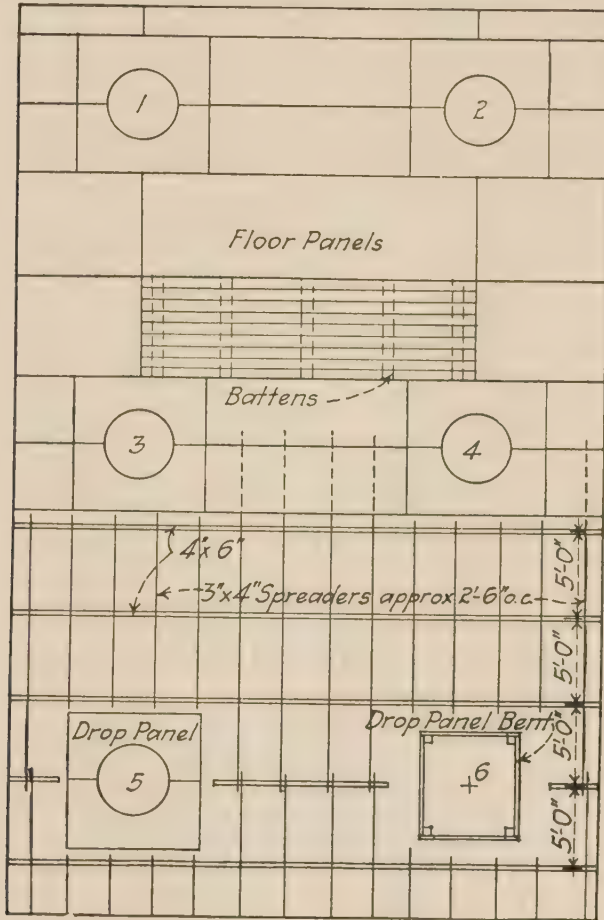 1
2
Floor Panels
Battens
3
4
4"x 6"
3"x4" Spreaders approx 2'-6" o.c.
5'-0"
5'-0"
Drop Panel
Drop Panel Bent
5
6
5'-0"
5'-0"